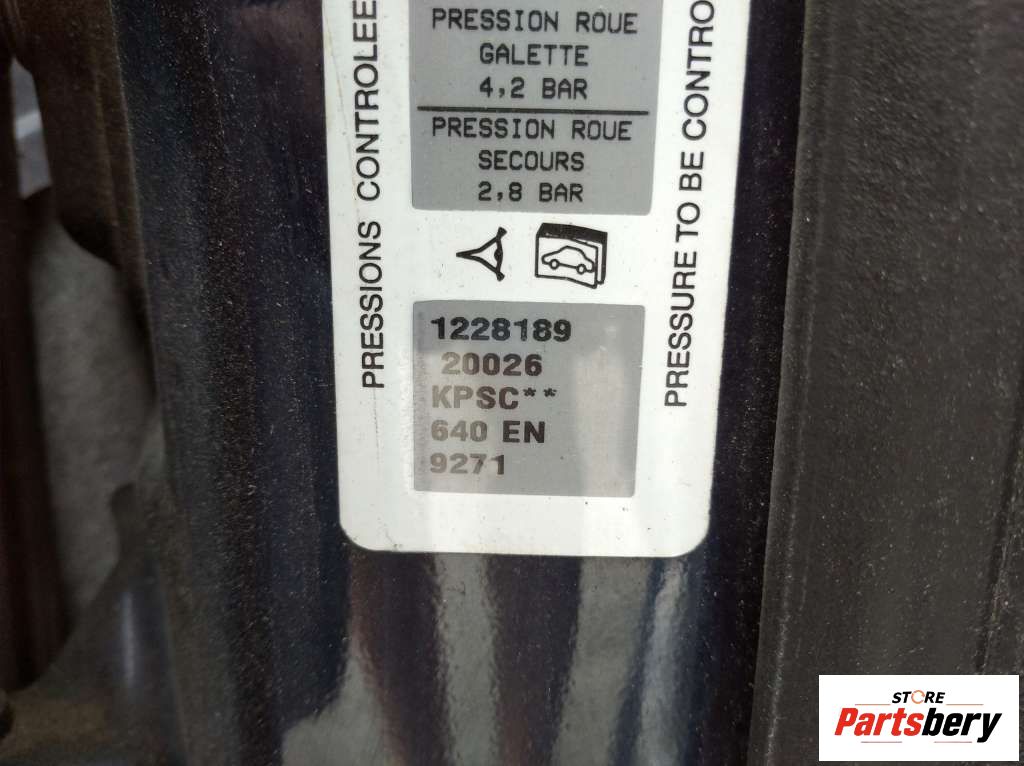 PRESSIONS CONTROLEE
PRESSION ROUE
GALETTE
4,2 BAR
PRESSION ROUE
SECOURS
2,8 BAR
PRESSURE TO BE CONTRO
1228189
20026
KPSC**
640 EN
9271
STORE
Partsbery